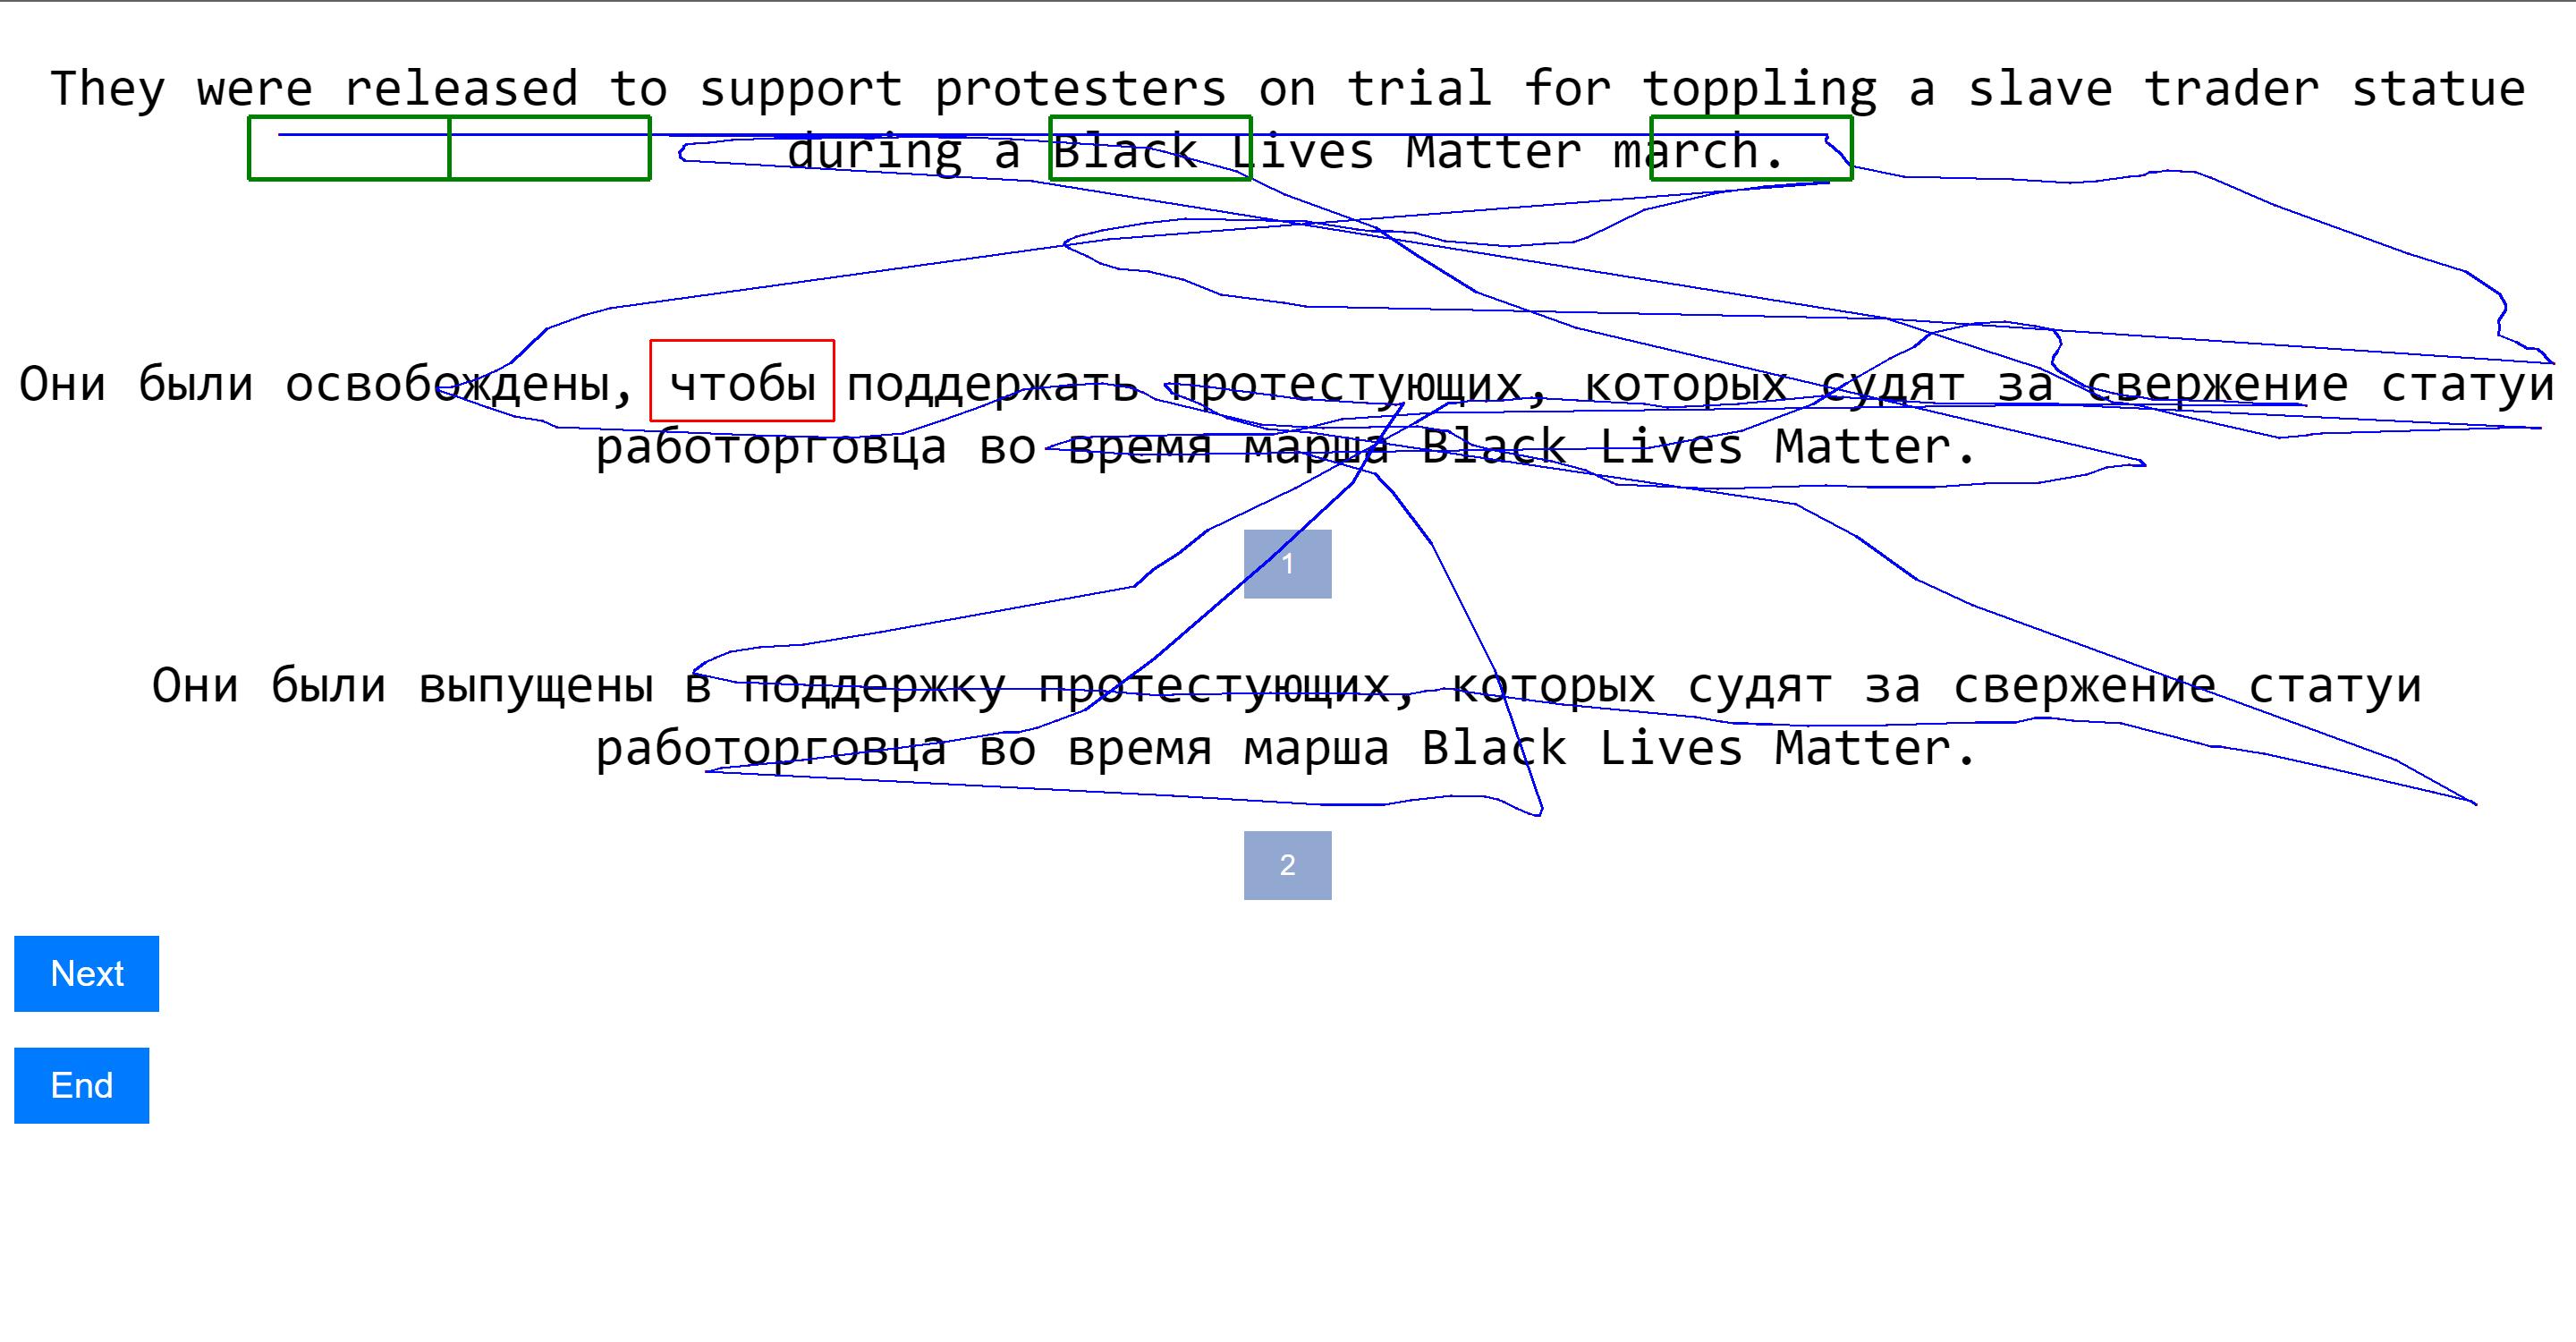 They were released to support protesters on trial for toppling a slave trader statue
during a Black Lives Matter march.
Они были освобождены, чтобы поддержать протестующих, которых судят за свержение статуи
работорговца во время марша Black Lives Matter.
1
Они были выпущены в поддержку протестующих, которых судят за свержение статуи
работорговца во время марша Black Lives Matter.
2
Next
End